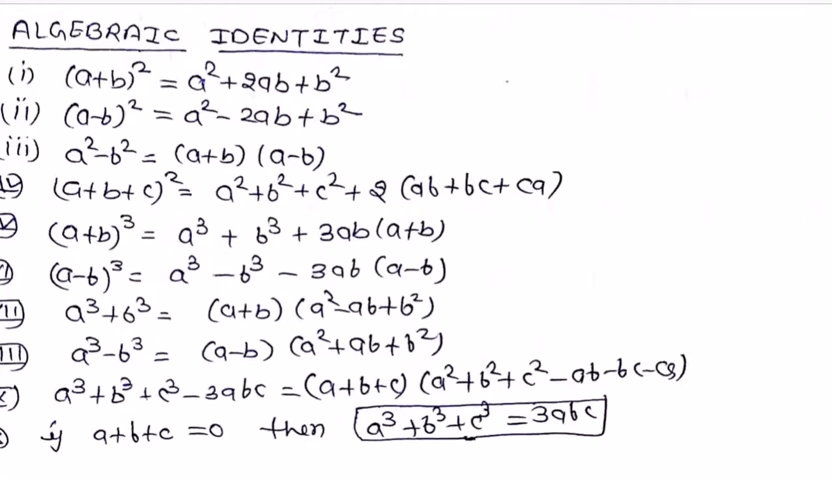 ALGEBRAIC IDENTITIES
(i) (a+b)² = a²+2ab+b²
(ii) (a-b)² = a²-2ab+b²
iii) a²-b² = (a+b) (a-b)
iv) (a+b+c)² = a²+b²+c²+2 (ab+bc+ca)
v) (a+b)³ = a³ + b³ + 3ab(a+b)
) (a-b)³ = a³ - b³ - 3ab (a-b)
II) a³+b³ = (a+b) (a²-ab+b²)
III) a³-b³ = (a-b) (a²+ab+b²)
x) a³+b³+c³-3abc = (a+b+c) (a²+b²+c²-ab-bc-ca)
) if a+b+c =0 then a³+b³+c³ = 3abc